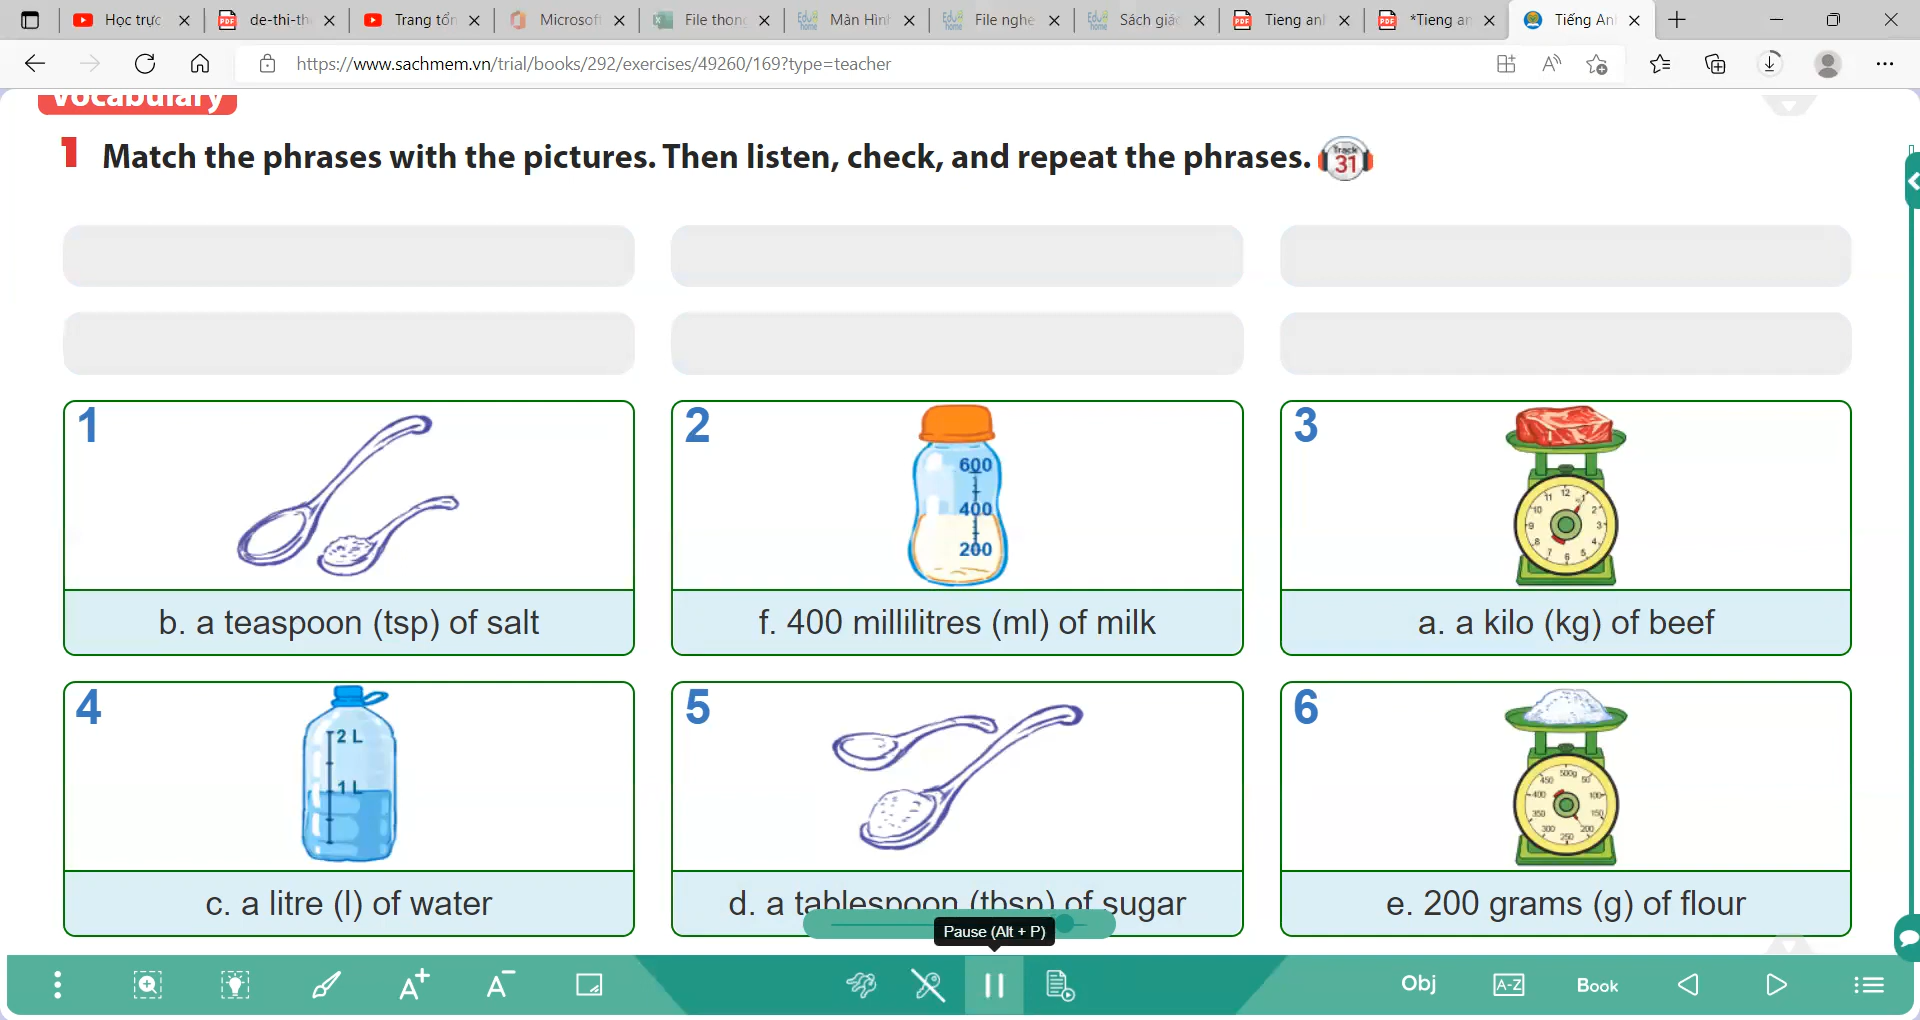 Học trực
de-thi-th
Trang tổn
Microsof
File thon
Màn Hìn
File nghe
Sách giá
Tieng an
*Tieng an
Tiếng An
https://www.sachmem.vn/trial/books/292/exercises/49260/169?type=teacher
Vocabulary
1 Match the phrases with the pictures. Then listen, check, and repeat the phrases. Track 31
1
2
600
400
200
3
b. a teaspoon (tsp) of salt
f. 400 millilitres (ml) of milk
a. a kilo (kg) of beef
4
2 L
1 L
5
6
c. a litre (l) of water
d. a tablespoon (tbsp) of sugar
e. 200 grams (g) of flour
Pause (Alt + P)
A+ A- Obj A-Z Book